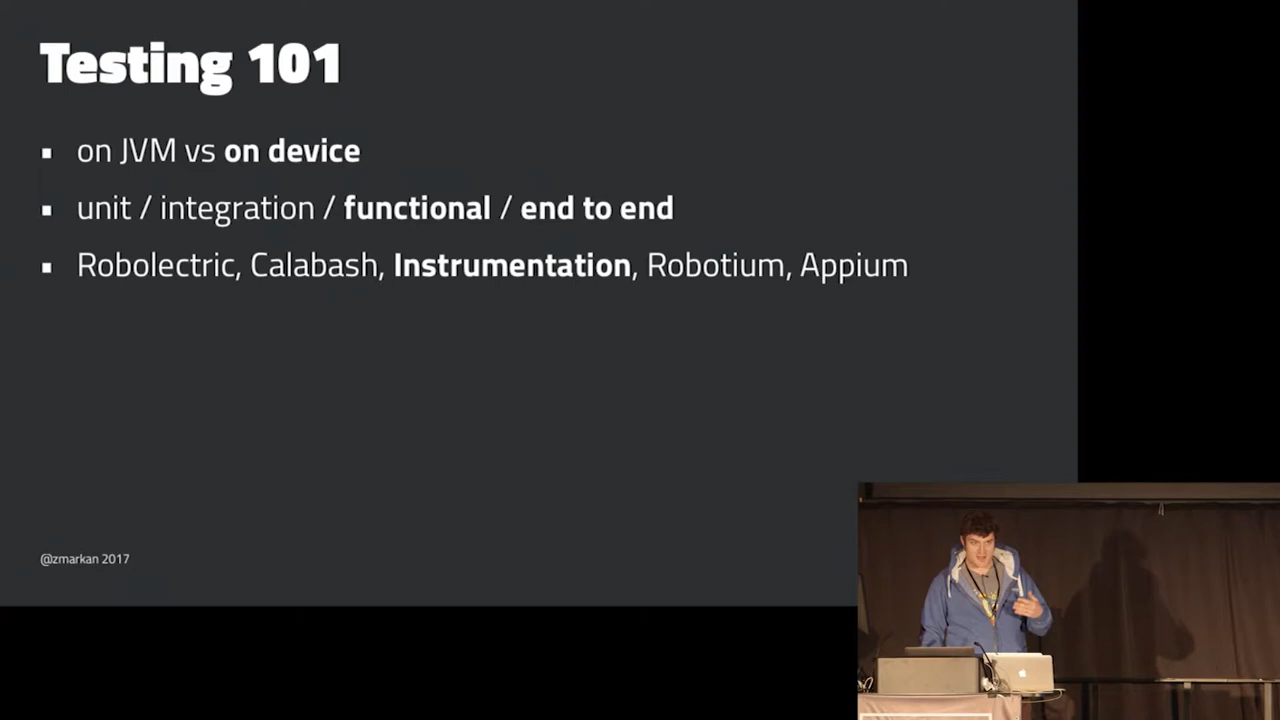 Testing 101
▪ on JVM vs on device
▪ unit / integration / functional / end to end
▪ Robolectric, Calabash, Instrumentation, Robotium, Appium
@zmarkan 2017